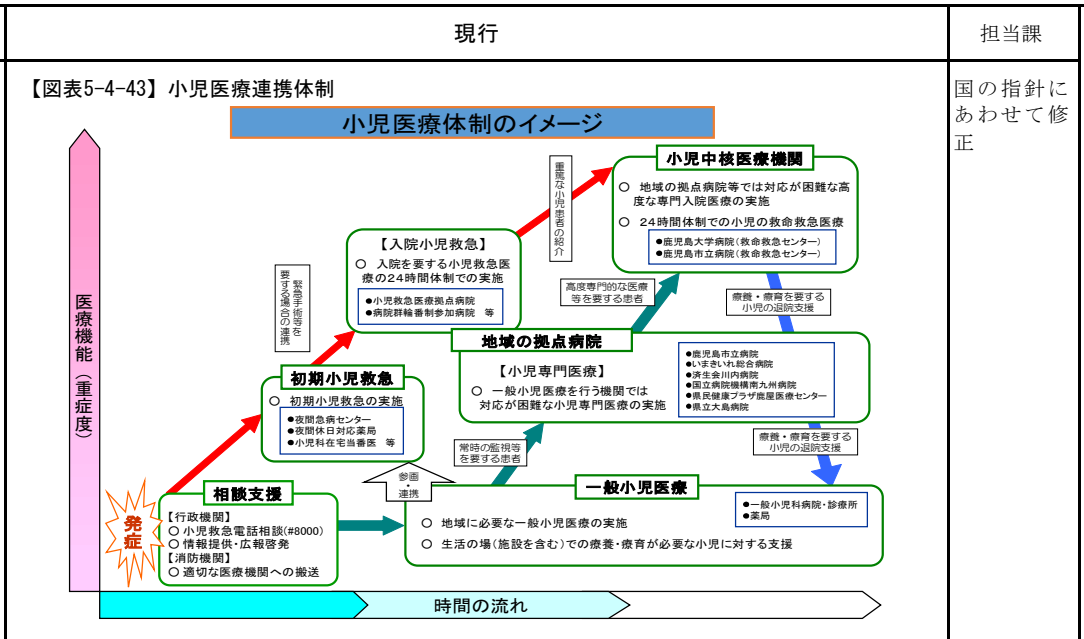 現行
担当課
【図表5-4-43】小児医療連携体制
国の指針に
あわせて修
正
小児医療体制のイメージ
医療機能（重症度）
小児中核医療機関
○ 地域の拠点病院等では対応が困難な高
度な専門入院医療の実施
○ 24時間体制での小児の救命救急医療
●鹿児島大学病院(救命救急センター)
●鹿児島市立病院(救命救急センター)
重篤な小児患者の紹介
【入院小児救急】
○ 入院を要する小児救急医
療の24時間体制での実施
●小児救急医療拠点病院
●病院群輪番制参加病院 等
緊急手術等を
要する場合の連携
高度専門的な医療
等を要する患者
療養・療育を要する
小児の退院支援
地域の拠点病院
【小児専門医療】
○ 一般小児医療を行う機関では
対応が困難な小児専門医療の実施
●鹿児島市立病院
●いまきいれ総合病院
●済生会川内病院
●国立病院機構南九州病院
●県民健康プラザ鹿屋医療センター
●県立大島病院
初期小児救急
○ 初期小児救急の実施
●夜間急病センター
●夜間休日対応薬局
●小児科在宅当番医 等
常時の監視等
を要する患者
療養・療育を要する
小児の退院支援
参画
・
連携
発症
相談支援
【行政機関】
○ 小児救急電話相談(#8000)
○ 情報提供・広報啓発
【消防機関】
○ 適切な医療機関への搬送
一般小児医療
○ 地域に必要な一般小児医療の実施
○ 生活の場(施設を含む)での療養・療育が必要な小児に対する支援
●一般小児科病院・診療所
●薬局
時間の流れ